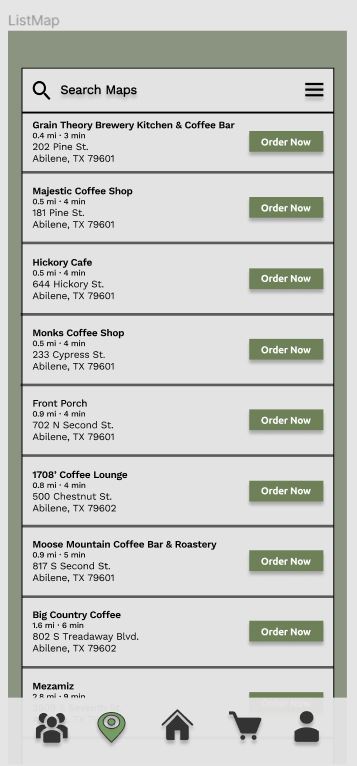 ListMap
Search Maps
Grain Theory Brewery Kitchen & Coffee Bar
0.4 mi · 3 min
202 Pine St.
Abilene, TX 79601
Order Now
Majestic Coffee Shop
0.5 mi · 4 min
181 Pine St.
Abilene, TX 79601
Order Now
Hickory Cafe
0.5 mi · 4 min
644 Hickory St.
Abilene, TX 79601
Order Now
Monks Coffee Shop
0.5 mi · 4 min
233 Cypress St.
Abilene, TX 79601
Order Now
Front Porch
0.9 mi · 4 min
702 N Second St.
Abilene, TX 79601
Order Now
1708' Coffee Lounge
0.8 mi · 4 min
500 Chestnut St.
Abilene, TX 79602
Order Now
Moose Mountain Coffee Bar & Roastery
0.9 mi · 5 min
817 S Second St.
Abilene, TX 79601
Order Now
Big Country Coffee
1.6 mi · 6 min
802 S Treadaway Blvd.
Abilene, TX 79602
Order Now
Mezamiz
2.8 mi · 9 min